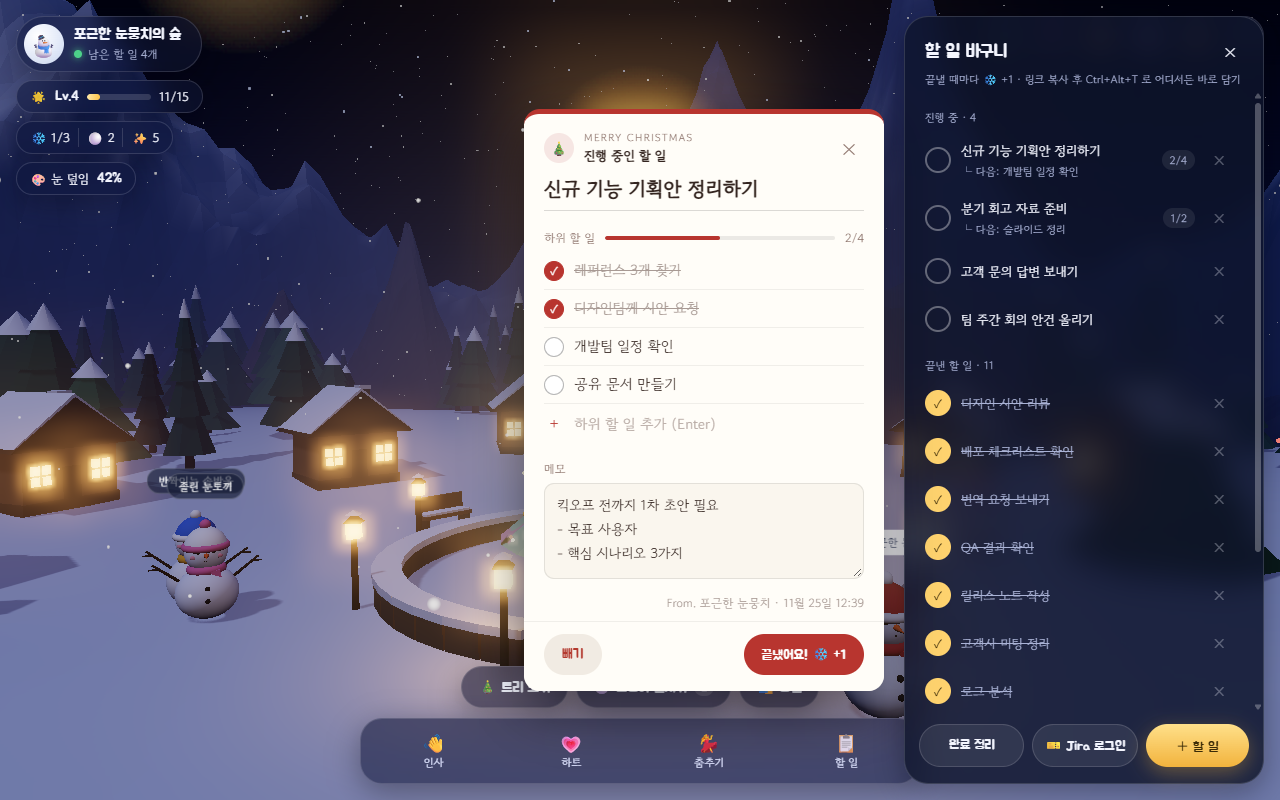 포근한 눈뭉치의 숲
남은 할 일 4개
Lv.4 11/15
1/3 2 5
눈 덮임 42%
졸린 눈토끼
MERRY CHRISTMAS
진행 중인 할 일
신규 기능 기획안 정리하기
하위 할 일 2/4
레퍼런스 3개 찾기
디자인팀께 시안 요청
개발팀 일정 확인
공유 문서 만들기
+ 하위 할 일 추가 (Enter)
메모
킥오프 전까지 1차 초안 필요
- 목표 사용자
- 핵심 시나리오 3가지
From. 포근한 눈뭉치 · 11월 25일 12:39
빼기
끝냈어요! ❄️ +1
인사
하트
춤추기
할 일
할 일 바구니
끝낼 때마다 ❄️ +1 · 링크 복사 후 Ctrl+Alt+T 로 어디서든 바로 담기
진행 중 · 4
신규 기능 기획안 정리하기 2/4
└ 다음: 개발팀 일정 확인
분기 회고 자료 준비 1/2
└ 다음: 슬라이드 정리
고객 문의 답변 보내기
팀 주간 회의 안건 올리기
끝낸 할 일 · 11
디자인 시안 리뷰
배포 체크리스트 확인
번역 요청 보내기
QA 결과 확인
릴리스 노트 작성
고객사 미팅 정리
로그 분석
완료 정리
Jira 로그인
+ 할 일